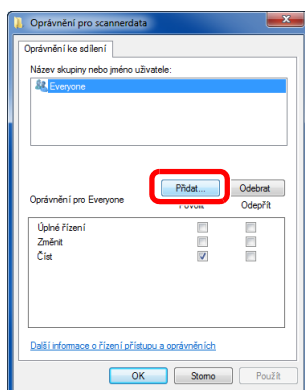 Oprávnění pro scannerdata
Oprávnění ke sdílení
Název skupiny nebo jméno uživatele:
Everyone
Přidat... Odebrat
Oprávnění pro Everyone Povolit Odepřít
Úplné řízení
Změnit
Číst
Další informace o řízení přístupu a oprávněních
OK Storno Použít